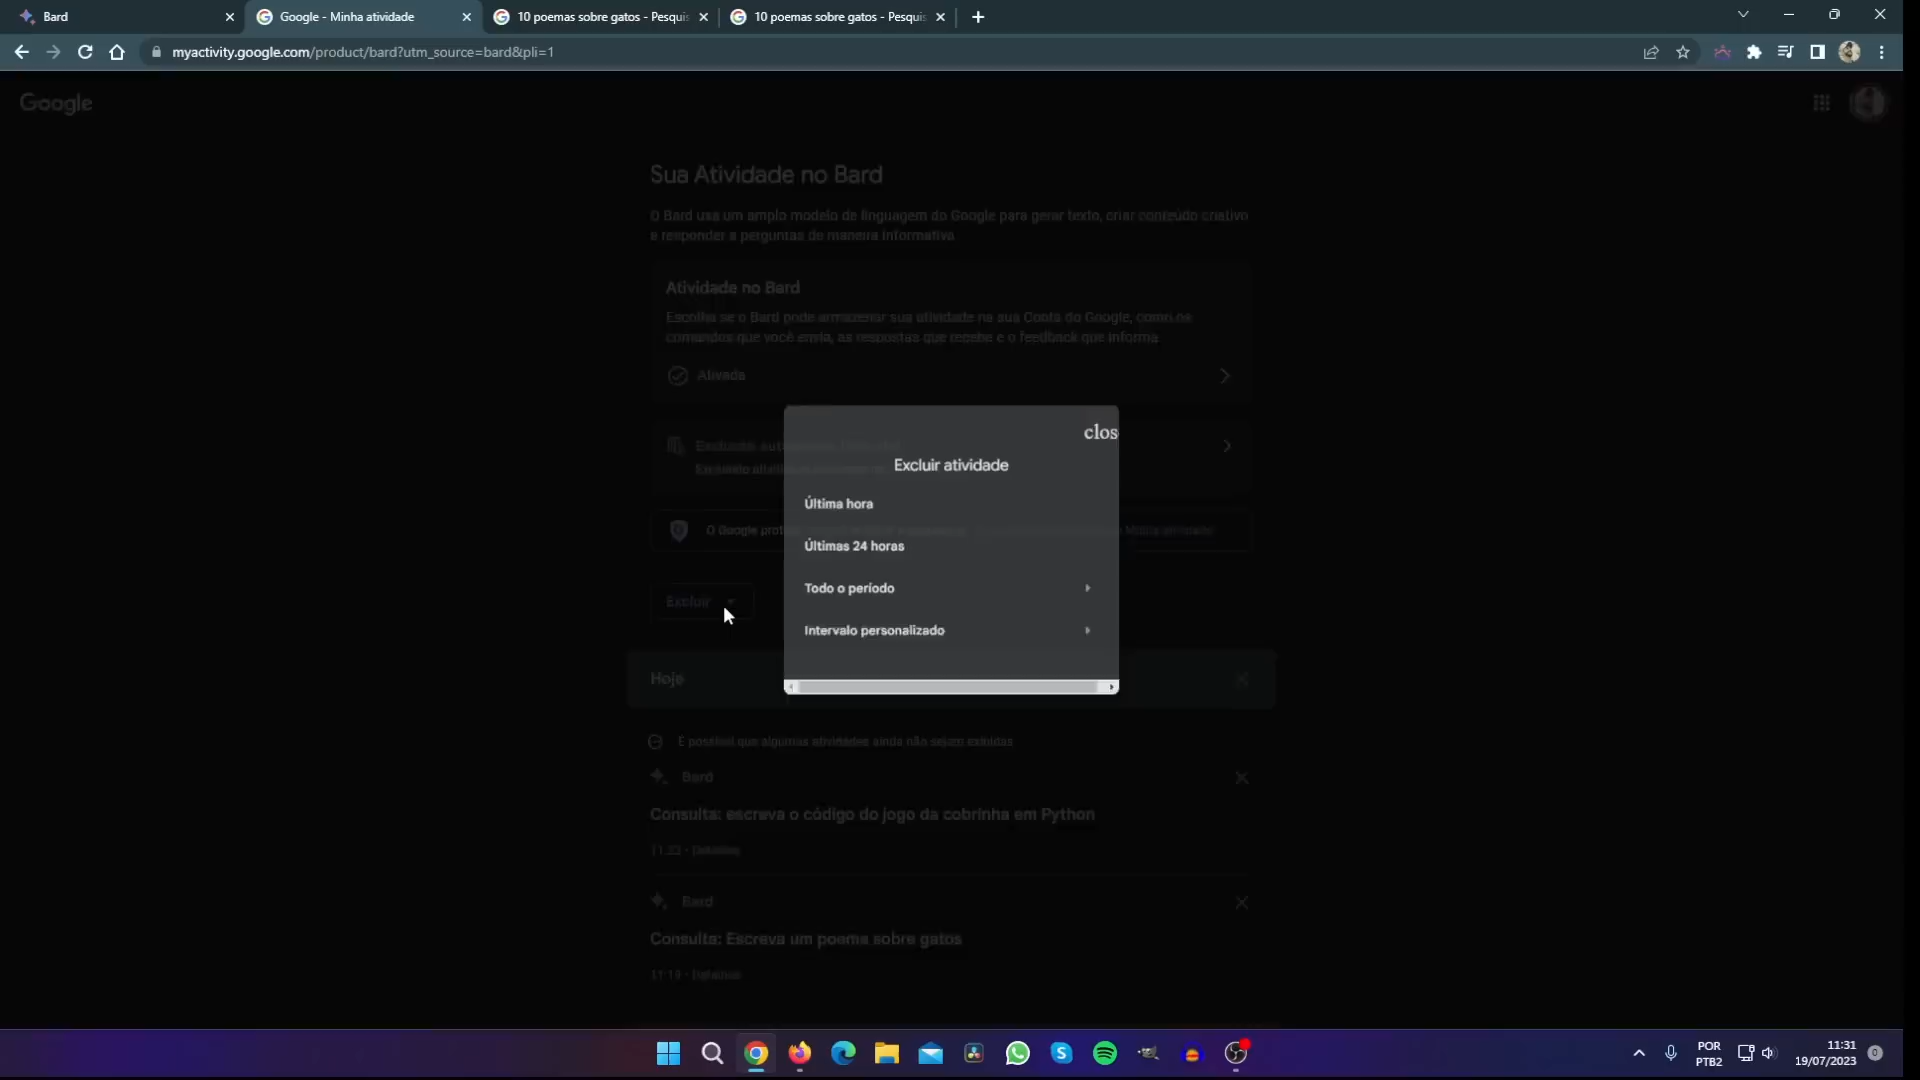 Bard
Google - Minha atividade
10 poemas sobre gatos - Pesquis
10 poemas sobre gatos - Pesquis
myactivity.google.com/product/bard?utm_source=bard&pli=1
Google
Sua Atividade no Bard
O Bard usa um amplo modelo de linguagem do Google para gerar texto, criar conteúdo criativo
e responder a perguntas de maneira informativa
Atividade no Bard
Escolha se o Bard pode armazenar sua atividade na sua Conta do Google, como os
comandos que você envia, as respostas que recebe e o feedback que informa
Ativada
clos
Excluir atividade
Última hora
Últimas 24 horas
Todo o período
Intervalo personalizado
O Google prot
Minha atividade
Excluir
Hoje
É possível que algumas atividades ainda não sejam exibidas
Bard
Consulta: escreva o código do jogo da cobrinha em Python
Bard
Consulta: Escreva um poema sobre gatos
POR
PTB2
11:31
19/07/2023